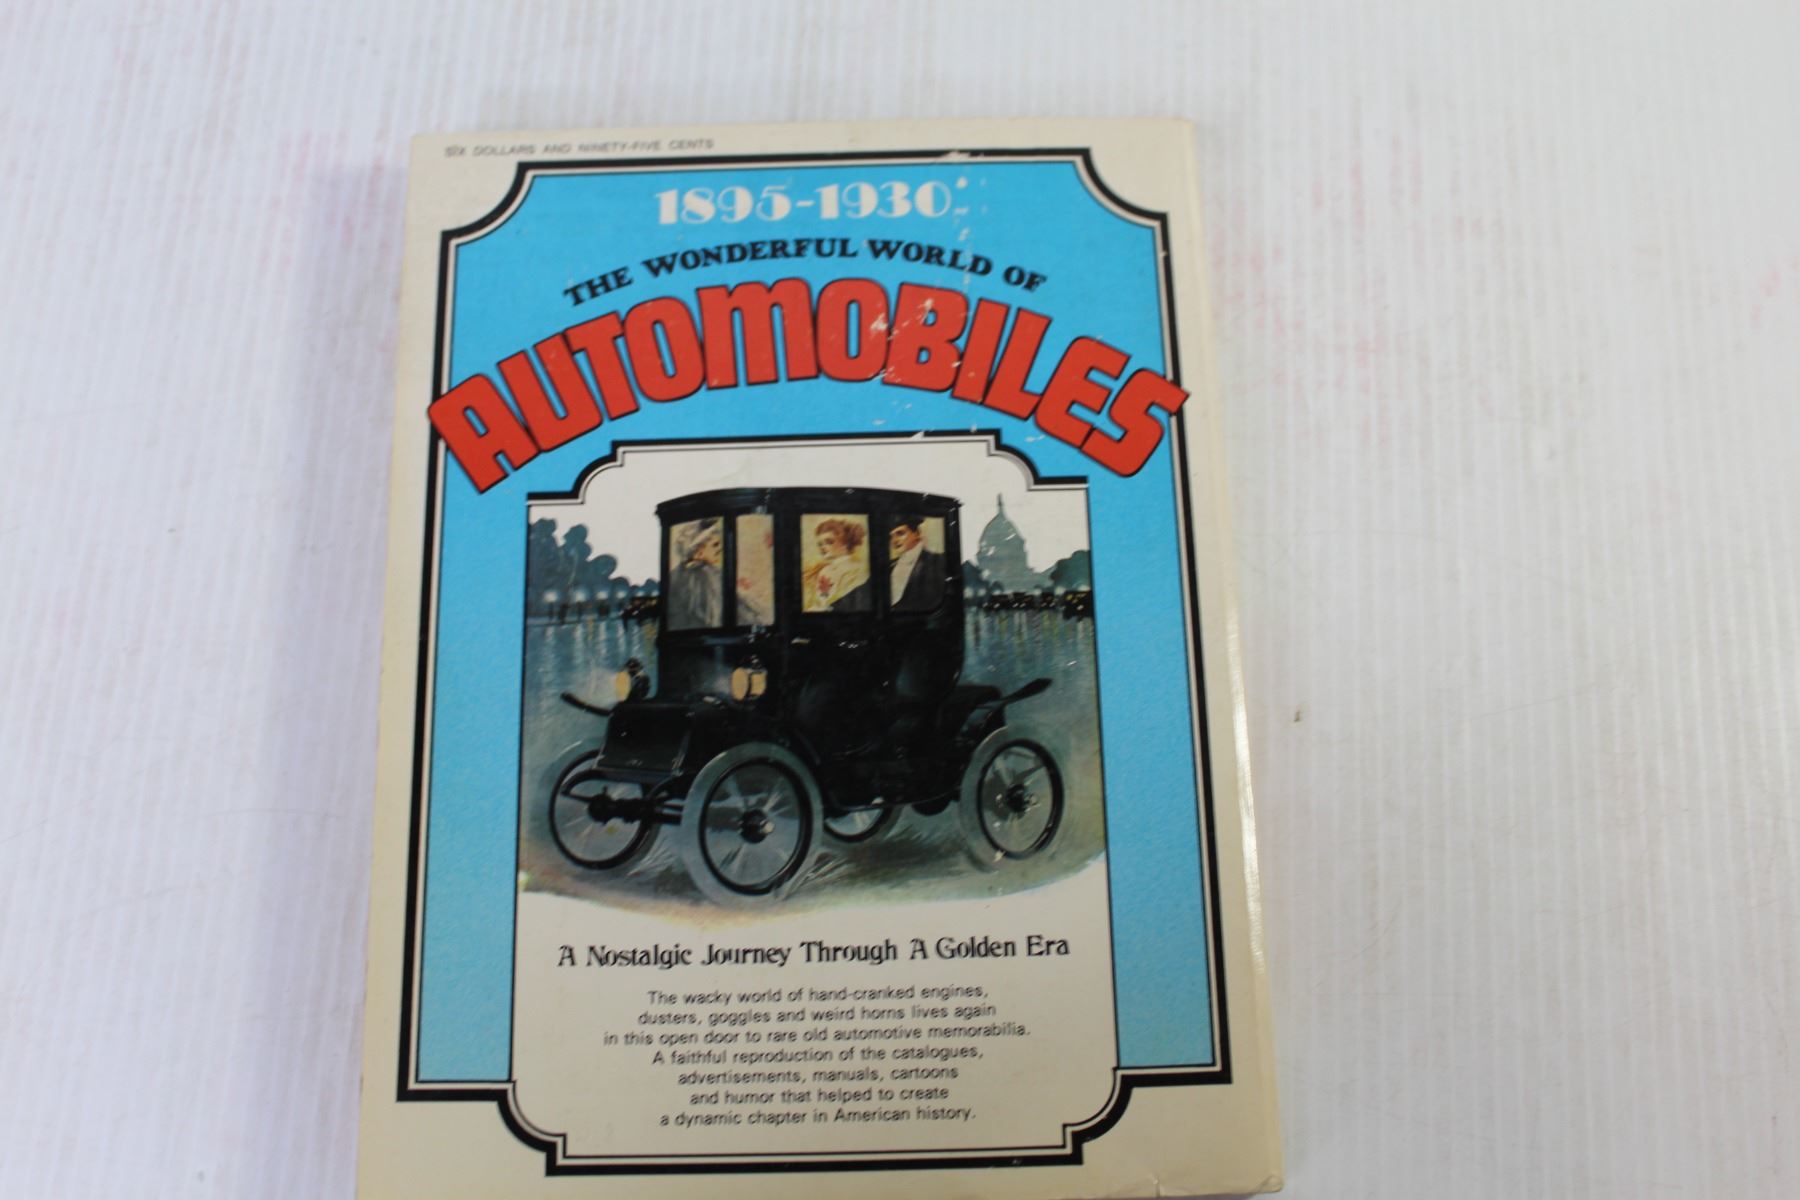 SIX DOLLARS AND NINETY-FIVE CENTS
1895-1930
THE WONDERFUL WORLD OF
AUTOMOBILES
A Nostalgic Journey Through A Golden Era
The wacky world of hand-cranked engines,
dusters, goggles and weird horns lives again
in this open door to rare old automotive memorabilia.
A faithful reproduction of the catalogues,
advertisements, manuals, cartoons
and humor that helped to create
a dynamic chapter in American history.